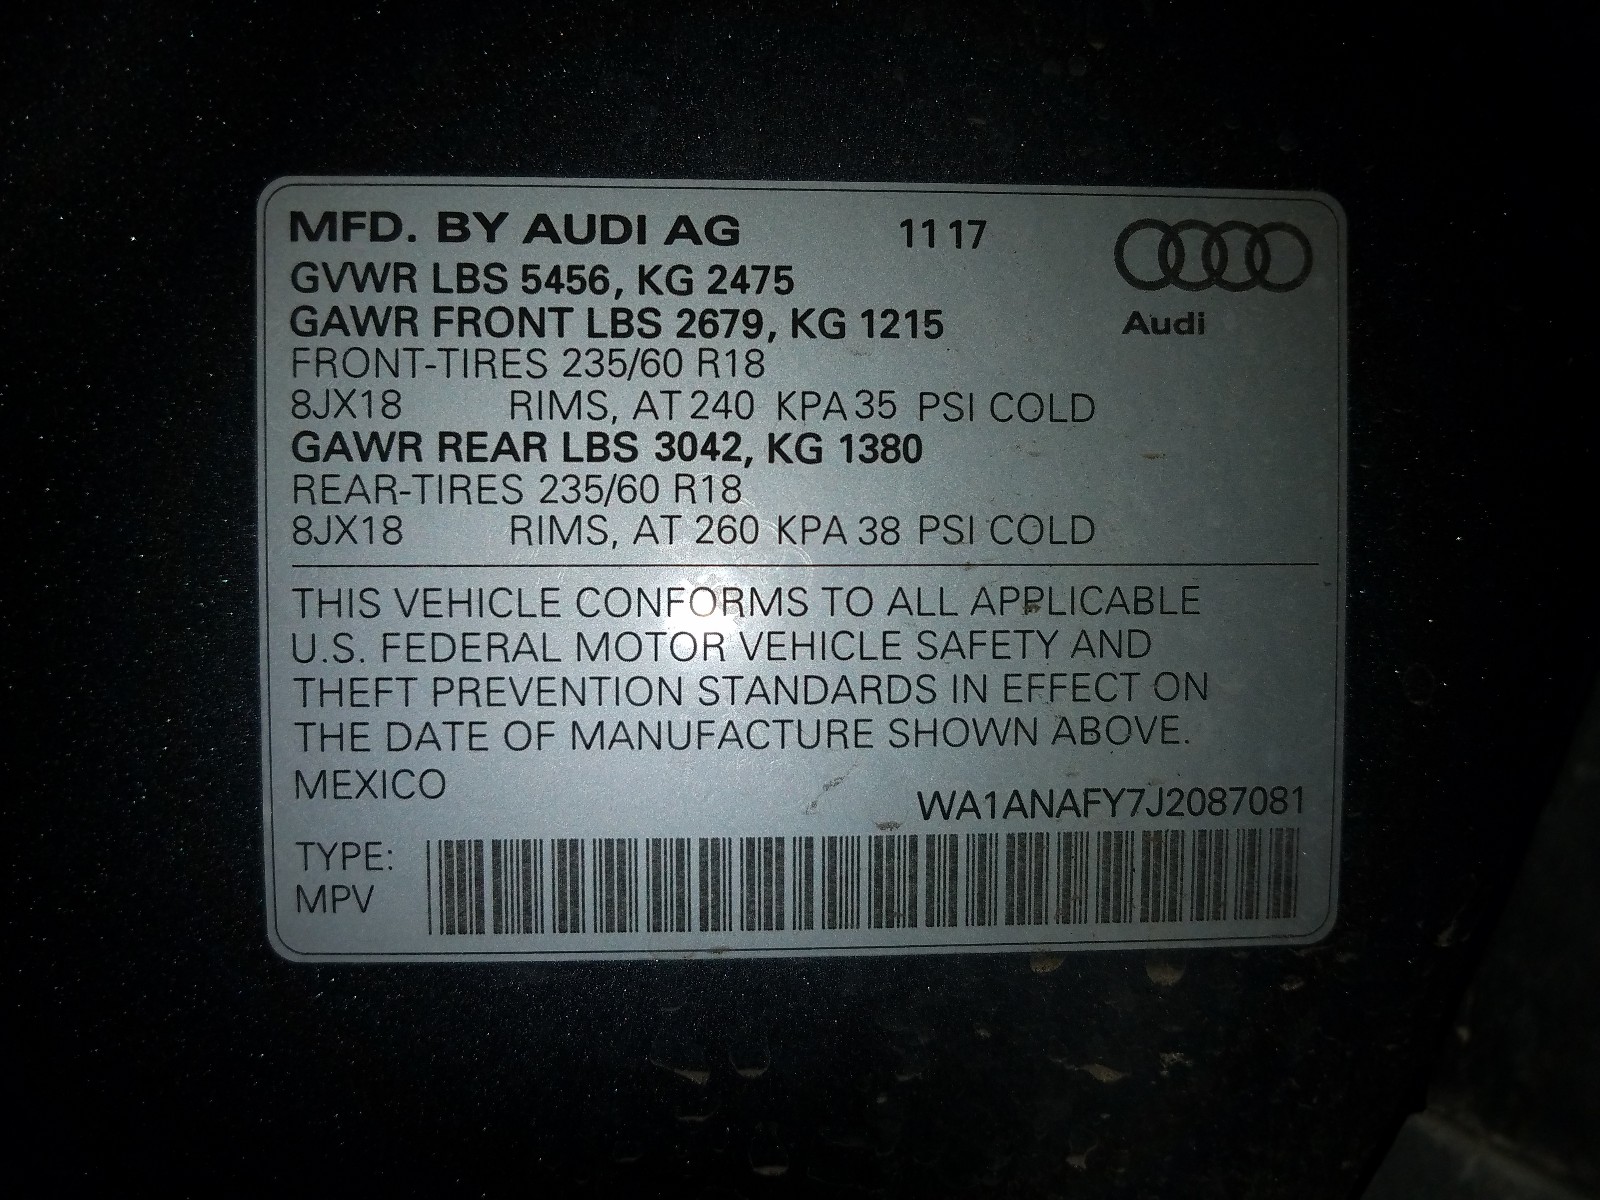 MFD. BY AUDI AG 11 17
GVWR LBS 5456, KG 2475
GAWR FRONT LBS 2679, KG 1215
Audi
FRONT-TIRES 235/60 R18
8JX18 RIMS, AT 240 KPA 35 PSI COLD
GAWR REAR LBS 3042, KG 1380
REAR-TIRES 235/60 R18
8JX18 RIMS, AT 260 KPA 38 PSI COLD
THIS VEHICLE CONFORMS TO ALL APPLICABLE
U.S. FEDERAL MOTOR VEHICLE SAFETY AND
THEFT PREVENTION STANDARDS IN EFFECT ON
THE DATE OF MANUFACTURE SHOWN ABOVE.
MEXICO
WA1ANAFY7J2087081
TYPE:
MPV